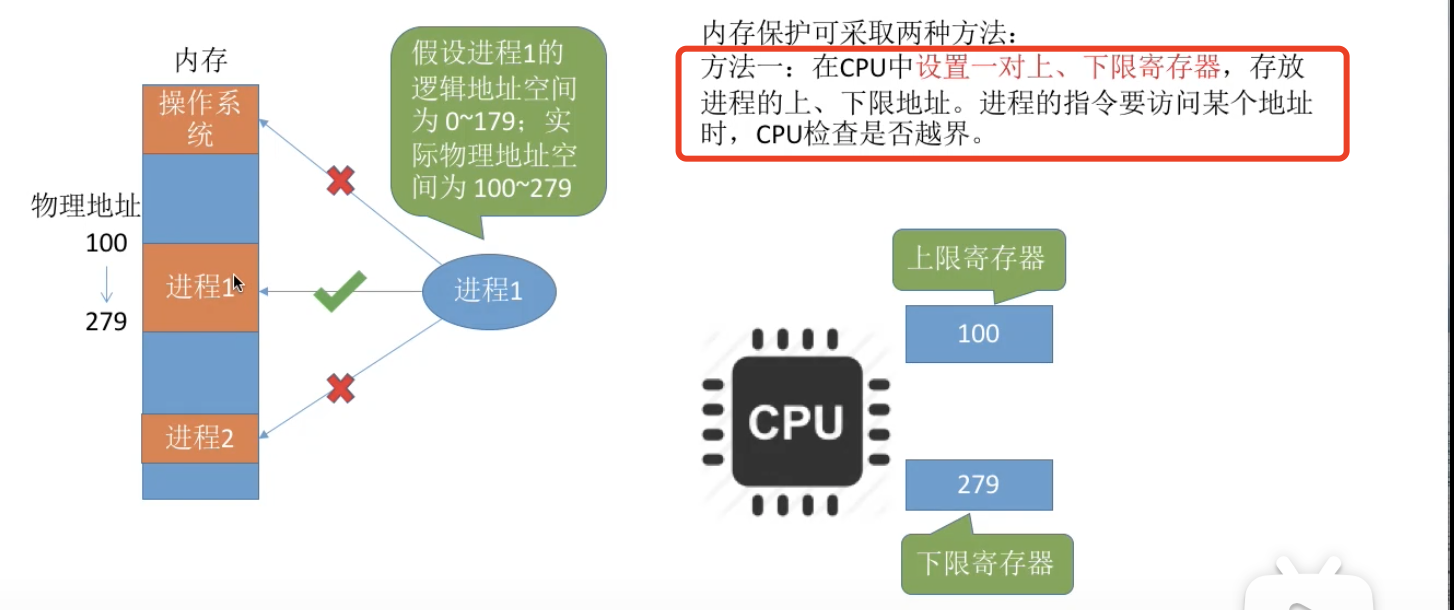 内存
操作系
统
物理地址
100
279
进程1
进程2
假设进程1的
逻辑地址空间
为 0~179；实
际物理地址空
间为 100~279
进程1
内存保护可采取两种方法：
方法一：在CPU中设置一对上、下限寄存器，存放
进程的上、下限地址。进程的指令要访问某个地址
时，CPU检查是否越界。
上限寄存器
100
CPU
279
下限寄存器